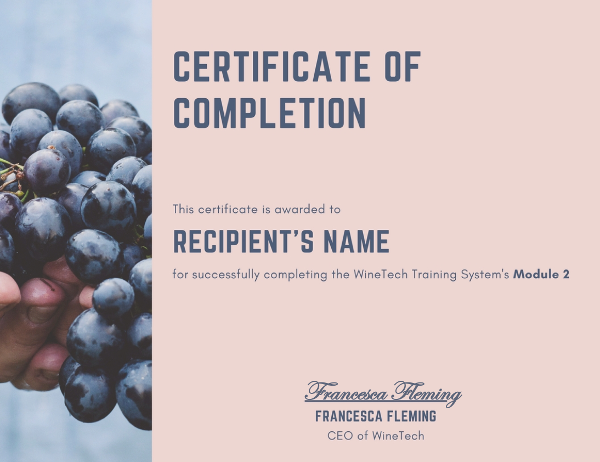 CERTIFICATE OF
COMPLETION
This certificate is awarded to
RECIPIENT'S NAME
for successfully completing the WineTech Training System's Module 2
Francesca Fleming
FRANCESCA FLEMING
CEO of WineTech